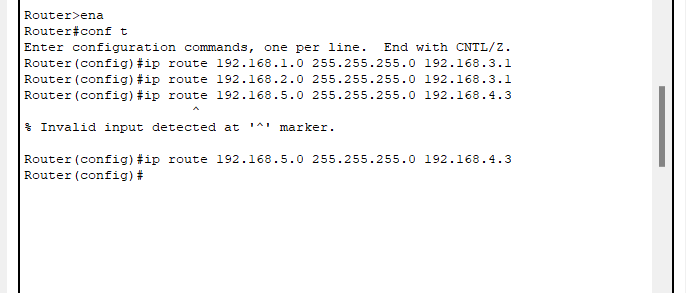 Router>ena
Router#conf t
Enter configuration commands, one per line.  End with CNTL/Z.
Router(config)#ip route 192.168.1.0 255.255.255.0 192.168.3.1
Router(config)#ip route 192.168.2.0 255.255.255.0 192.168.3.1
Router(config)#ip route 192.168.5.0 255.255.255.0 192.168.4.3
                      ^
% Invalid input detected at '^' marker.
Router(config)#ip route 192.168.5.0 255.255.255.0 192.168.4.3
Router(config)#